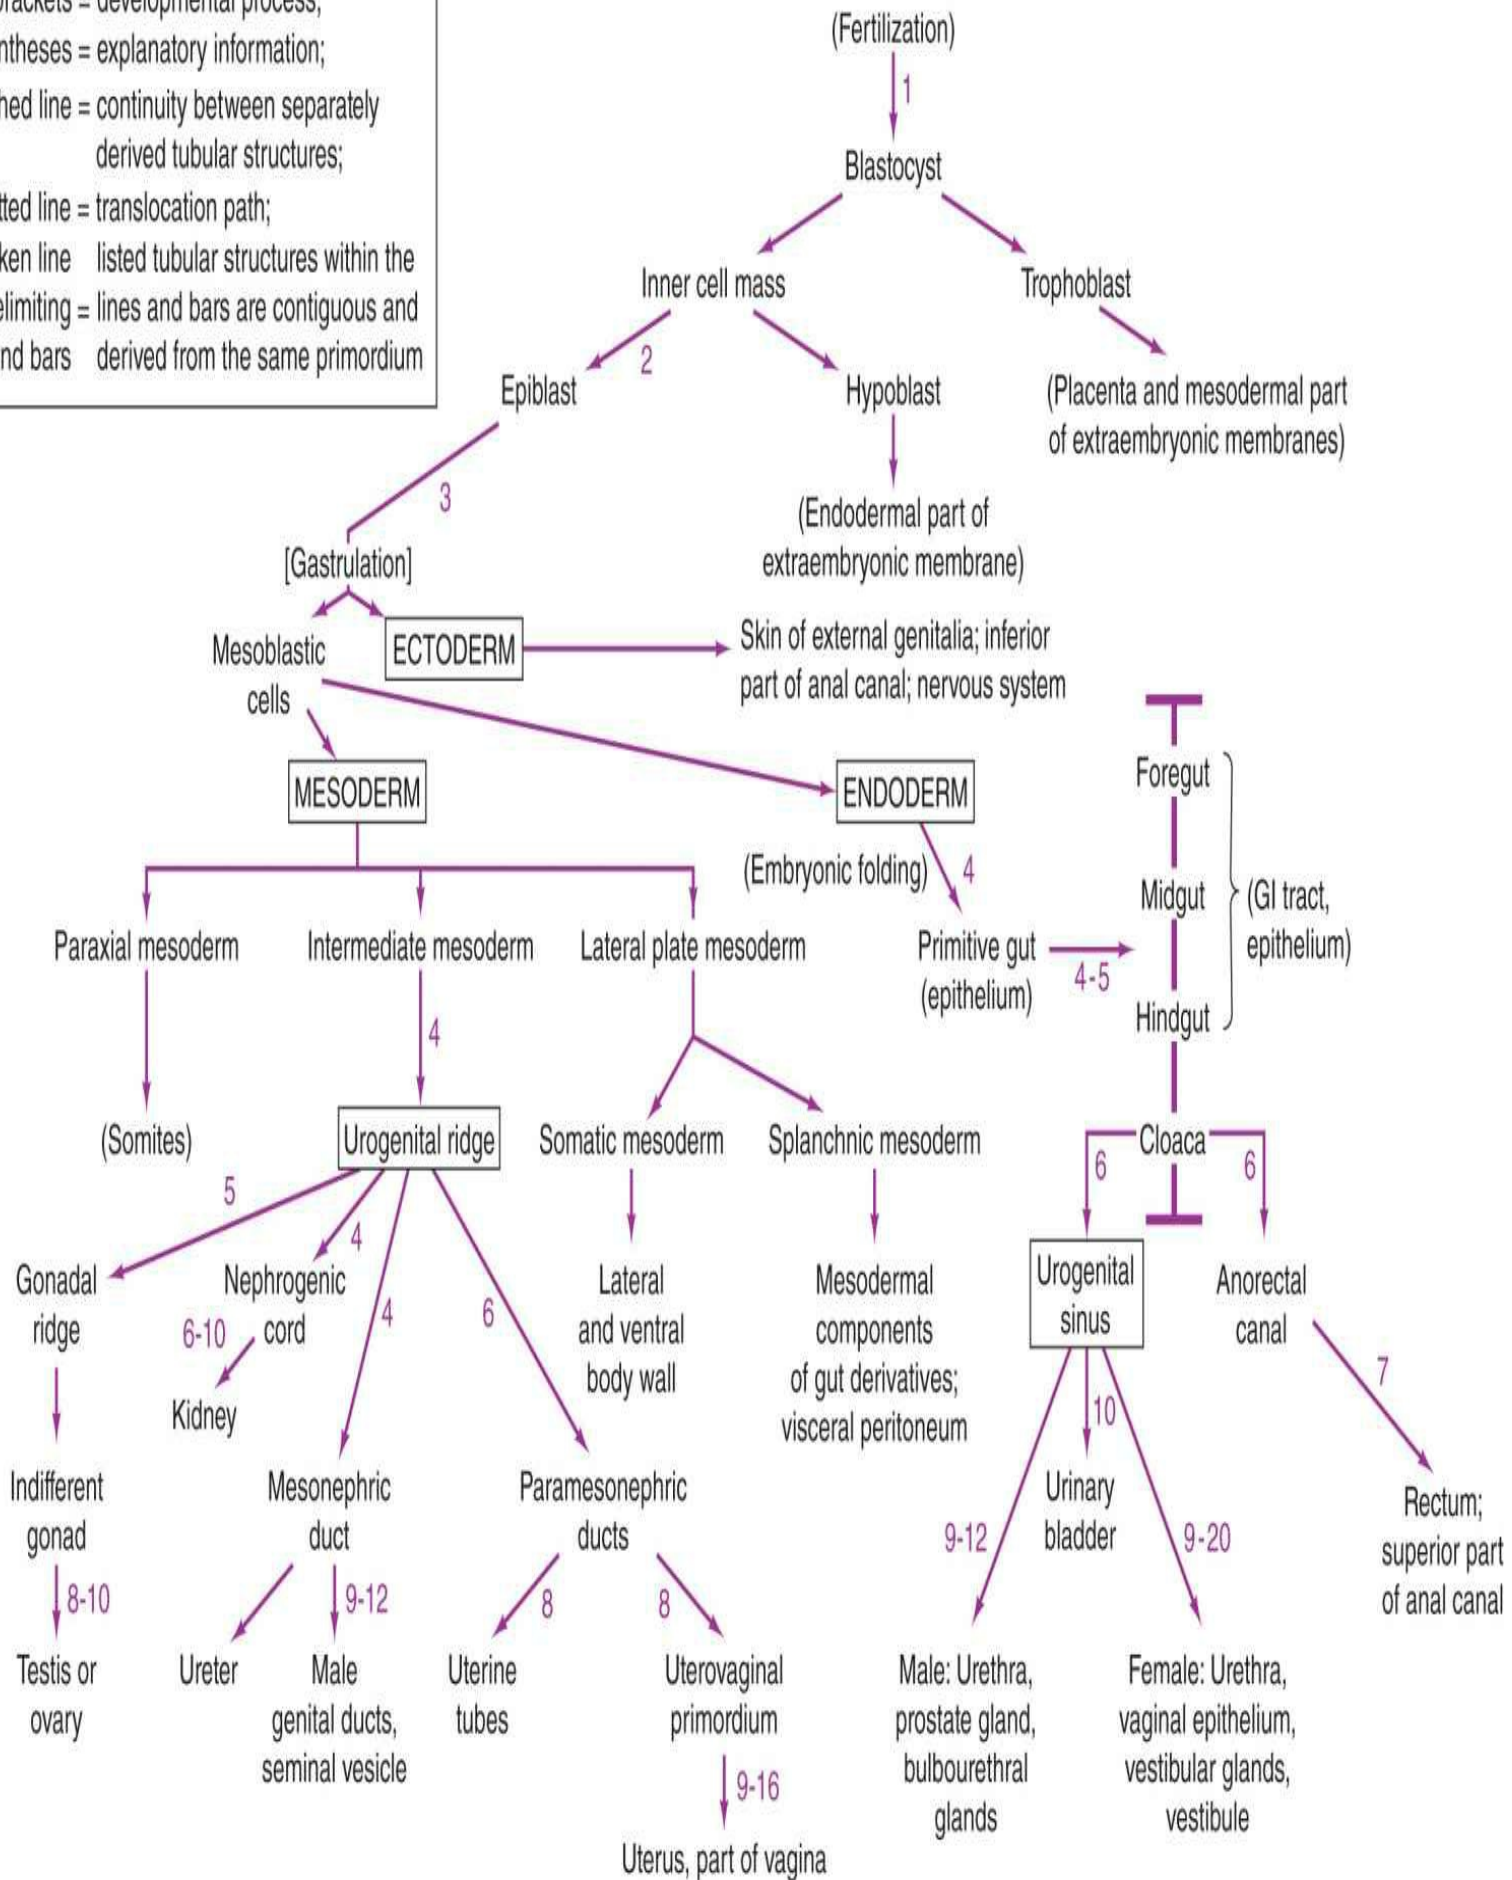 = developmental process;
= explanatory information;
line = continuity between separately
derived tubular structures;
line = translocation path;
line listed tubular structures within the
= lines and bars are contiguous and
bars derived from the same primordium
(Fertilization)
1
Blastocyst
Inner cell mass
Trophoblast
2
Epiblast
Hypoblast
(Placenta and mesodermal part
of extraembryonic membranes)
3
(Endodermal part of
extraembryonic membrane)
[Gastrulation]
Mesoblastic
cells
ECTODERM
Skin of external genitalia; inferior
part of anal canal; nervous system
MESODERM
ENDODERM
(Embryonic folding)
4
Foregut
Midgut
Hindgut
(GI tract,
epithelium)
Paraxial mesoderm
Intermediate mesoderm
Lateral plate mesoderm
Primitive gut
(epithelium)
4-5
4
(Somites)
Urogenital ridge
Somatic mesoderm
Splanchnic mesoderm
Cloaca
6
6
5
4
4
6
Gonadal
ridge
Nephrogenic
cord
6-10
Kidney
Lateral
and ventral
body wall
Mesodermal
components
of gut derivatives;
visceral peritoneum
Urogenital
sinus
Anorectal
canal
7
10
Indifferent
gonad
Mesonephric
duct
Paramesonephric
ducts
Urinary
bladder
Rectum;
superior part
of anal canal
9-12
9-20
8-10
9-12
8
8
Testis or
ovary
Ureter
Male
genital ducts,
seminal vesicle
Uterine
tubes
Uterovaginal
primordium
9-16
Uterus, part of vagina
Male: Urethra,
prostate gland,
bulbourethral
glands
Female: Urethra,
vaginal epithelium,
vestibular glands,
vestibule